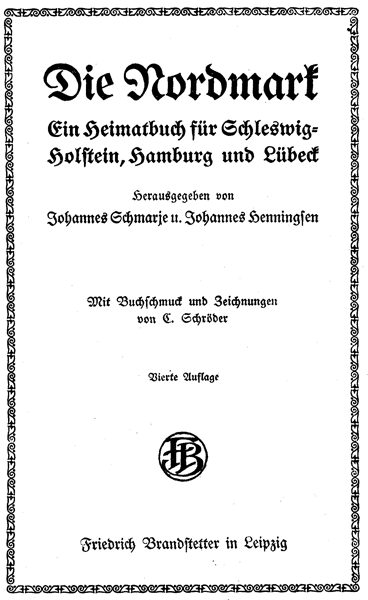 Die Nordmark
Ein Heimatbuch für Schleswig-
Holstein, Hamburg und Lübeck
Herausgegeben von
Johannes Schmarje u. Johannes Henningsen
Mit Buchschmuck und Zeichnungen
von C. Schröder
Vierte Auflage
FB
Friedrich Brandstetter in Leipzig